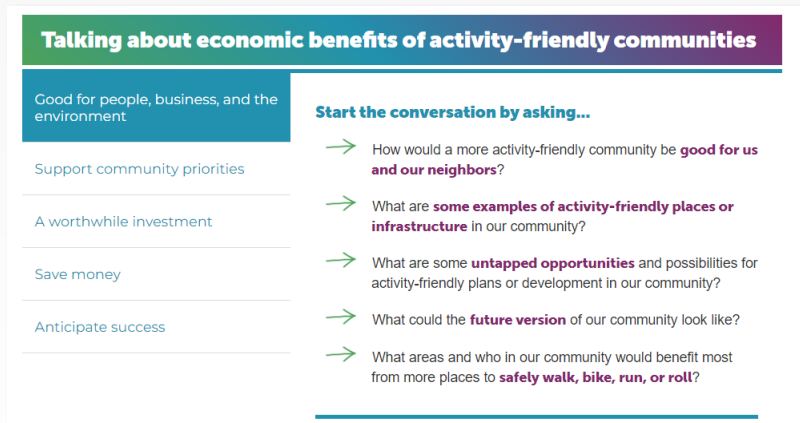 Talking about economic benefits of activity-friendly communities
Good for people, business, and the
environment
Support community priorities
A worthwhile investment
Save money
Anticipate success
Start the conversation by asking...
How would a more activity-friendly community be good for us
and our neighbors?
What are some examples of activity-friendly places or
infrastructure in our community?
What are some untapped opportunities and possibilities for
activity-friendly plans or development in our community?
What could the future version of our community look like?
What areas and who in our community would benefit most
from more places to safely walk, bike, run, or roll?